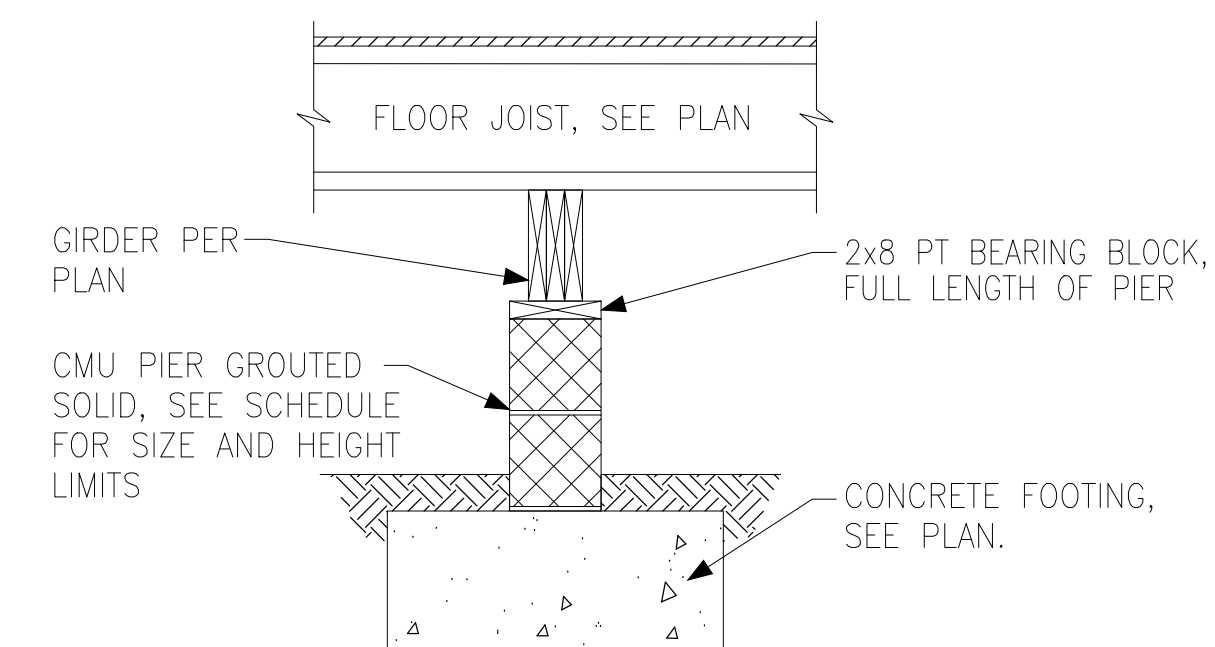 FLOOR JOIST, SEE PLAN
GIRDER PER
PLAN
2x8 PT BEARING BLOCK,
FULL LENGTH OF PIER
CMU PIER GROUTED
SOLID, SEE SCHEDULE
FOR SIZE AND HEIGHT
LIMITS
CONCRETE FOOTING,
SEE PLAN.